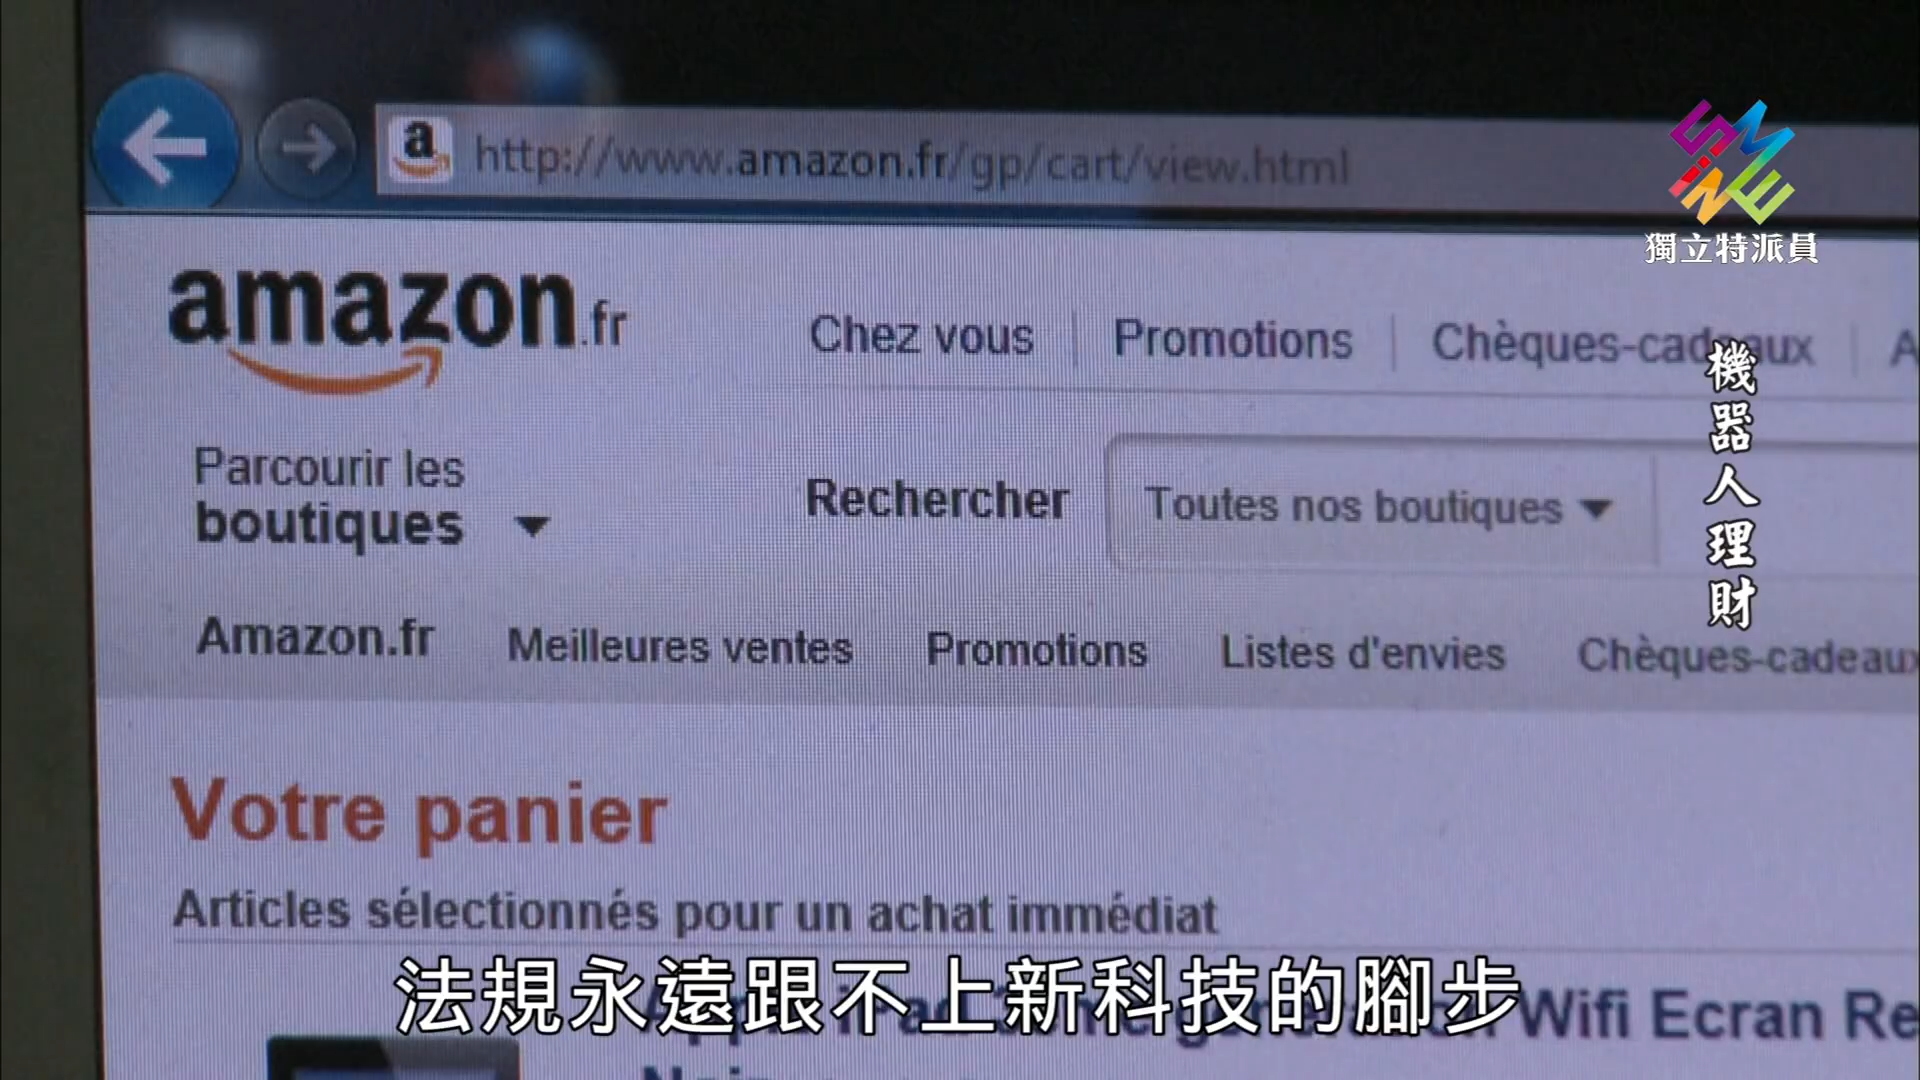 http://www.amazon.fr/gp/cart/view.html
獨立特派員
amazon.fr
Chez vous
Promotions
Chèques-cadeaux
機器人理財
Parcourir les
boutiques
Rechercher
Toutes nos boutiques
Amazon.fr
Meilleures ventes
Promotions
Listes d'envies
Chèques-cadeaux
Votre panier
Articles sélectionnés pour un achat immédiat
法規永遠跟不上新科技的腳步
Wifi Ecran Re